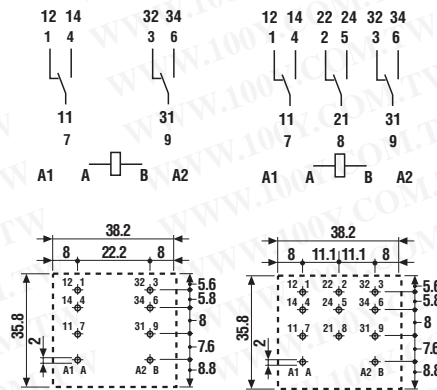 12 14 32 34
1 4 3 6
11 31
7 9
A1 A B A2
12 14 22 24 32 34
1 4 2 5 3 6
11 21 31
7 8 9
A1 A B A2
38.2
8 22.2 8
12 1 32 3
14 4 34 6
11 7 31 9
A1 A A2 B
35.8
2
5.6
5.8
8
7.6
8.8
38.2
8 11.1 11.1 8
12 1 22 2 32 3
14 4 24 5 34 6
11 7 21 8 31 9
A1 A A2 B
35.8
2
5.6
5.8
8
7.6
8.8
WWW.100Y.COM.TW